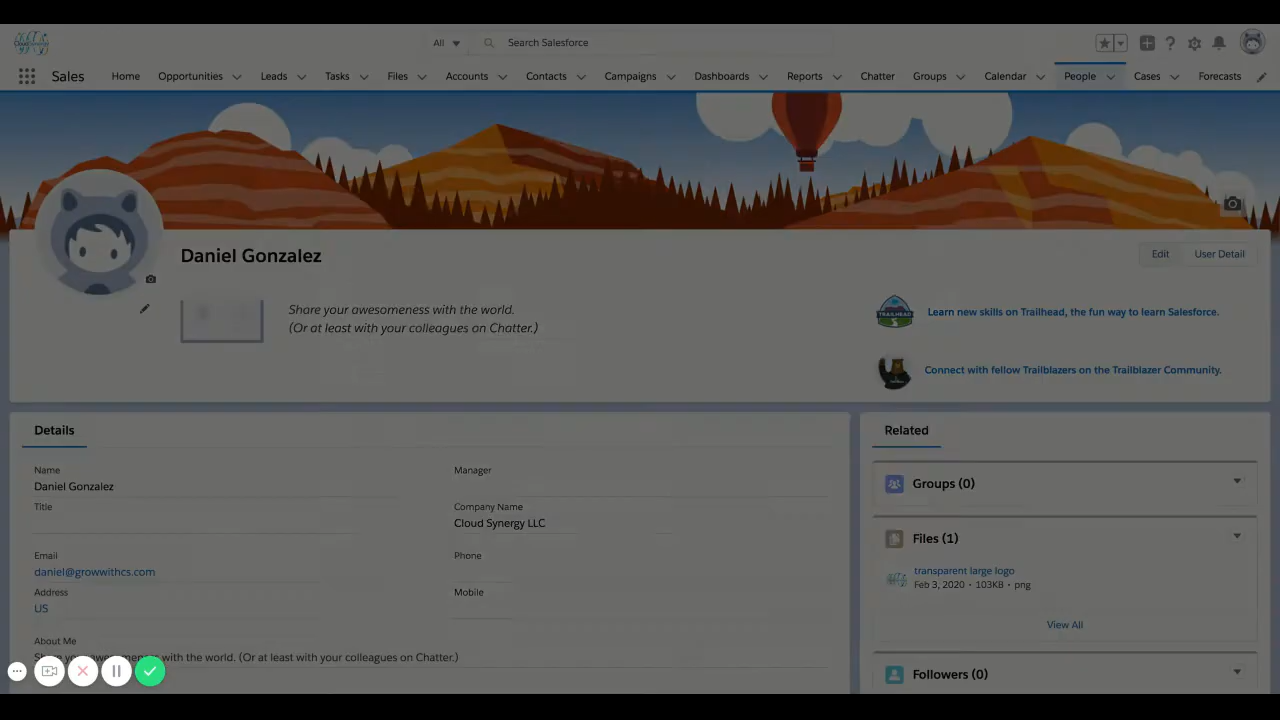 CloudSynergy
All
Search Salesforce
Sales
Home
Opportunities
Leads
Tasks
Files
Accounts
Contacts
Campaigns
Dashboards
Reports
Chatter
Groups
Calendar
People
Cases
Forecasts
Daniel Gonzalez
Edit
User Detail
Share your awesomeness with the world.
(Or at least with your colleagues on Chatter.)
TRAILHEAD
Learn new skills on Trailhead, the fun way to learn Salesforce.
Connect with fellow Trailblazers on the Trailblazer Community.
Details
Name
Daniel Gonzalez
Title
Email
daniel@growwithcs.com
Address
US
About Me
Share your awesomeness with the world. (Or at least with your colleagues on Chatter.)
Manager
Company Name
Cloud Synergy LLC
Phone
Mobile
Related
Groups (0)
Files (1)
transparent large logo
Feb 3, 2020 • 103KB • png
View All
Followers (0)